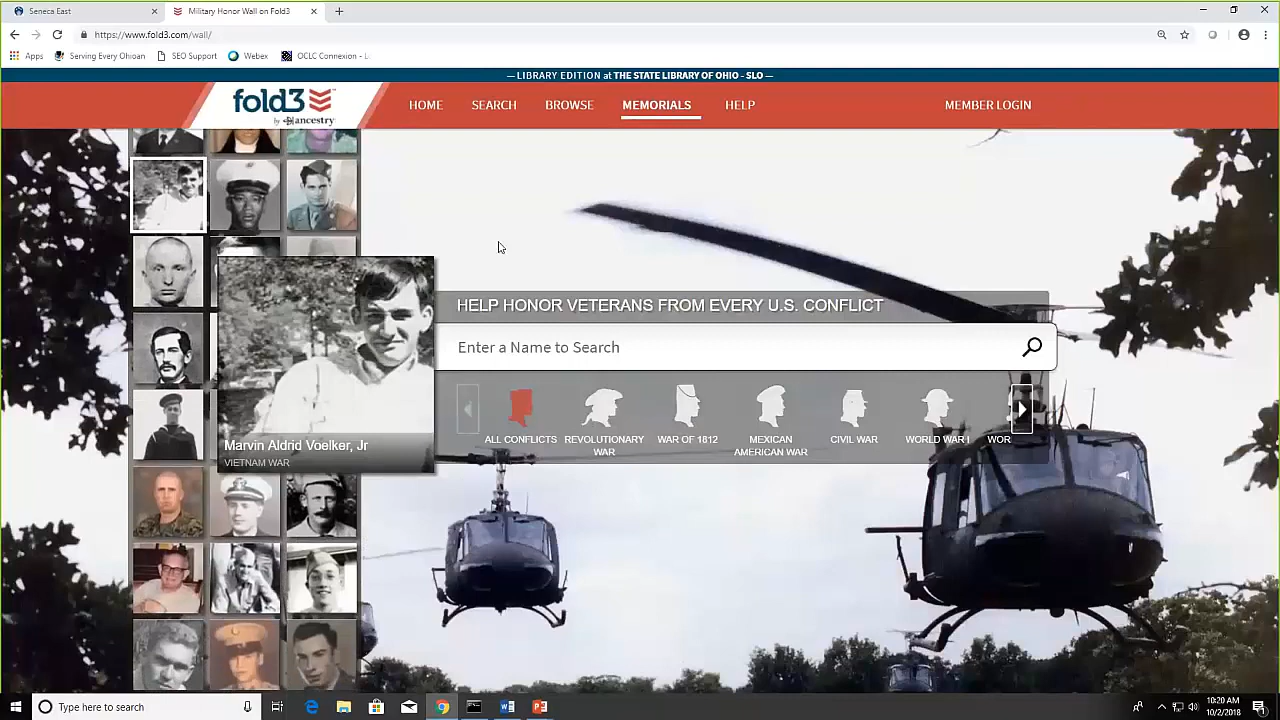 Seneca East
Military Honor Wall on Fold3
https://www.fold3.com/wall/
Apps
Serving Every Ohioan
SEO Support
Webex
OCLC Connexion - L
— LIBRARY EDITION at THE STATE LIBRARY OF OHIO - SLO —
fold3
by ancestry
HOME
SEARCH
BROWSE
MEMORIALS
HELP
MEMBER LOGIN
HELP HONOR VETERANS FROM EVERY U.S. CONFLICT
Enter a Name to Search
ALL CONFLICTS
REVOLUTIONARY
WAR
WAR OF 1812
MEXICAN
AMERICAN WAR
CIVIL WAR
WORLD WAR I
WOR
Marvin Aldrid Voelker, Jr
VIETNAM WAR
Type here to search
10:20 AM
10/2/2018